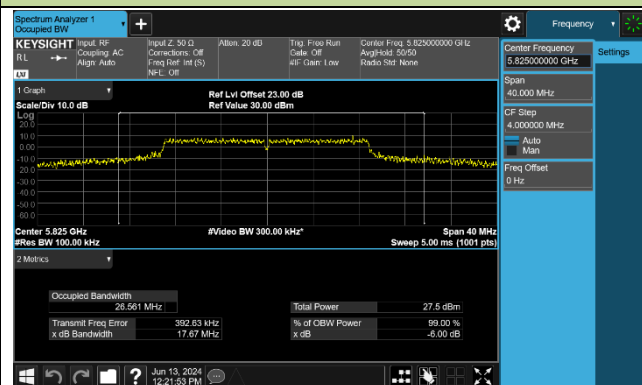 Spectrum Analyzer 1
Occupied BW
Frequency
KEYSIGHT
Input: RF
Input Z: 50 Ω
Atten: 20 dB
Trig: Free Run
Center Freq: 5.825000000 GHz
RL
Coupling: AC
Corrections: Off
Gate: Off
Avg|Hold: 50/50
Align: Auto
Freq Ref: Int (S)
#IF Gain: Low
Radio Std: None
NFE: Off
LXI
Center Frequency
5.825000000 GHz
Settings
Span
40.000 MHz
CF Step
4.000000 MHz
Auto
Man
Freq Offset
0 Hz
1 Graph
Ref Lvl Offset 23.00 dB
Scale/Div 10.0 dB
Ref Value 30.00 dBm
Log
20.0
10.0
0.00
-10.0
-20.0
-30.0
-40.0
-50.0
-60.0
Center 5.825 GHz
#Video BW 300.00 kHz*
Span 40 MHz
#Res BW 100.00 kHz
Sweep 5.00 ms (1001 pts)
2 Metrics
Occupied Bandwidth
26.561 MHz
Total Power
27.5 dBm
Transmit Freq Error
392.63 kHz
% of OBW Power
99.00 %
x dB Bandwidth
17.67 MHz
x dB
-6.00 dB
Jun 13, 2024
12:21:53 PM